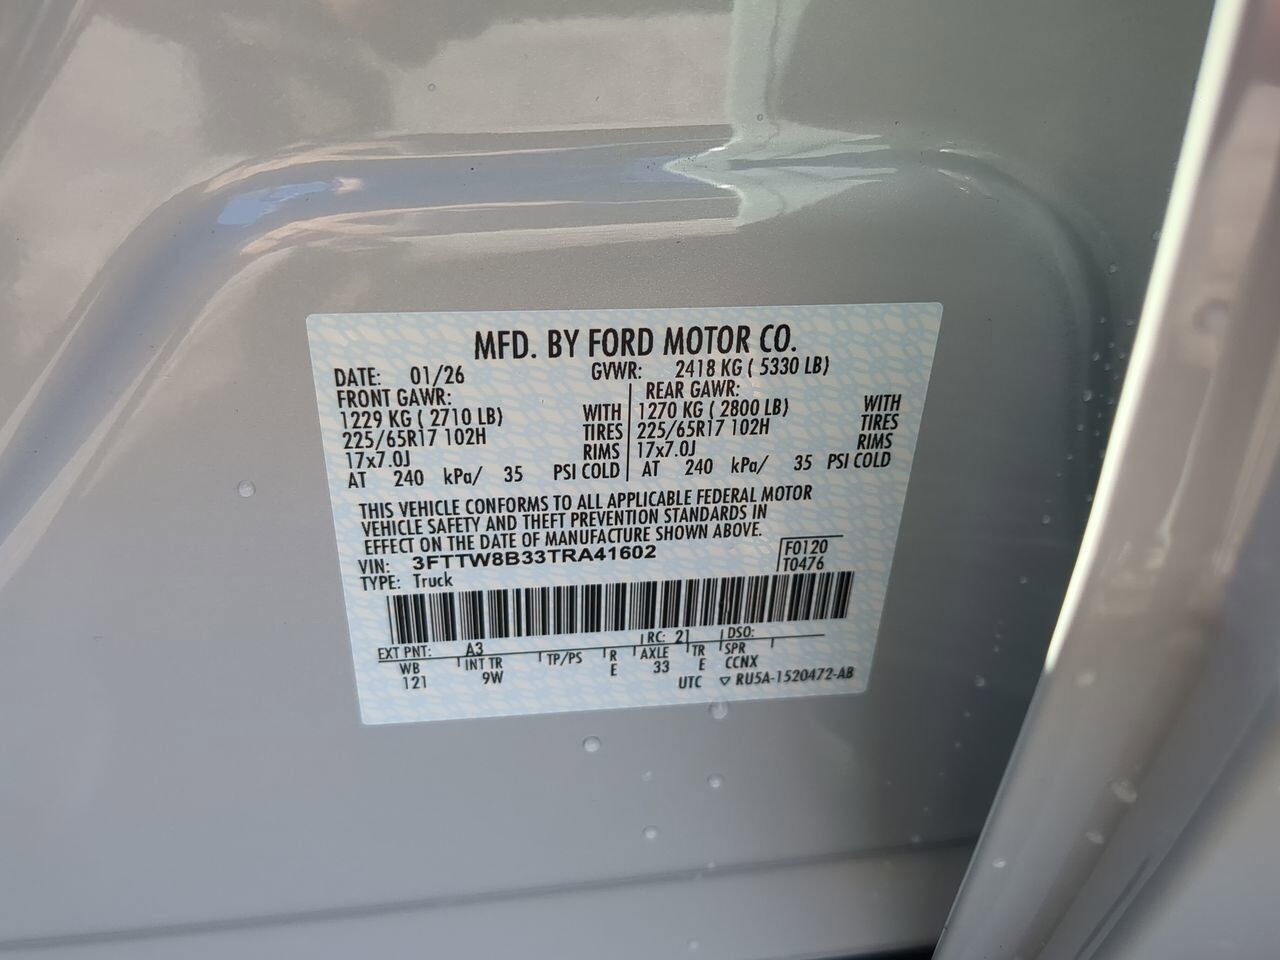 MFD. BY FORD MOTOR CO.
DATE: 01/26 GVWR: 2418 KG ( 5330 LB)
FRONT GAWR: REAR GAWR:
1229 KG ( 2710 LB) WITH 1270 KG ( 2800 LB) WITH
225/65R17 102H TIRES 225/65R17 102H TIRES
17x7.0J RIMS 17x7.0J RIMS
AT 240 kPa/ 35 PSI COLD AT 240 kPa/ 35 PSI COLD
THIS VEHICLE CONFORMS TO ALL APPLICABLE FEDERAL MOTOR
VEHICLE SAFETY AND THEFT PREVENTION STANDARDS IN
EFFECT ON THE DATE OF MANUFACTURE SHOWN ABOVE.
VIN: 3FTTW8B33TRA41602 F0120
TYPE: Truck T0476
EXT PNT: A3 RC: 21 DSO:
WB INT TR TP/PS R AXLE TR SPR
121 9W E 33 E CCNX
UTC ▽ RU5A-1520472-AB